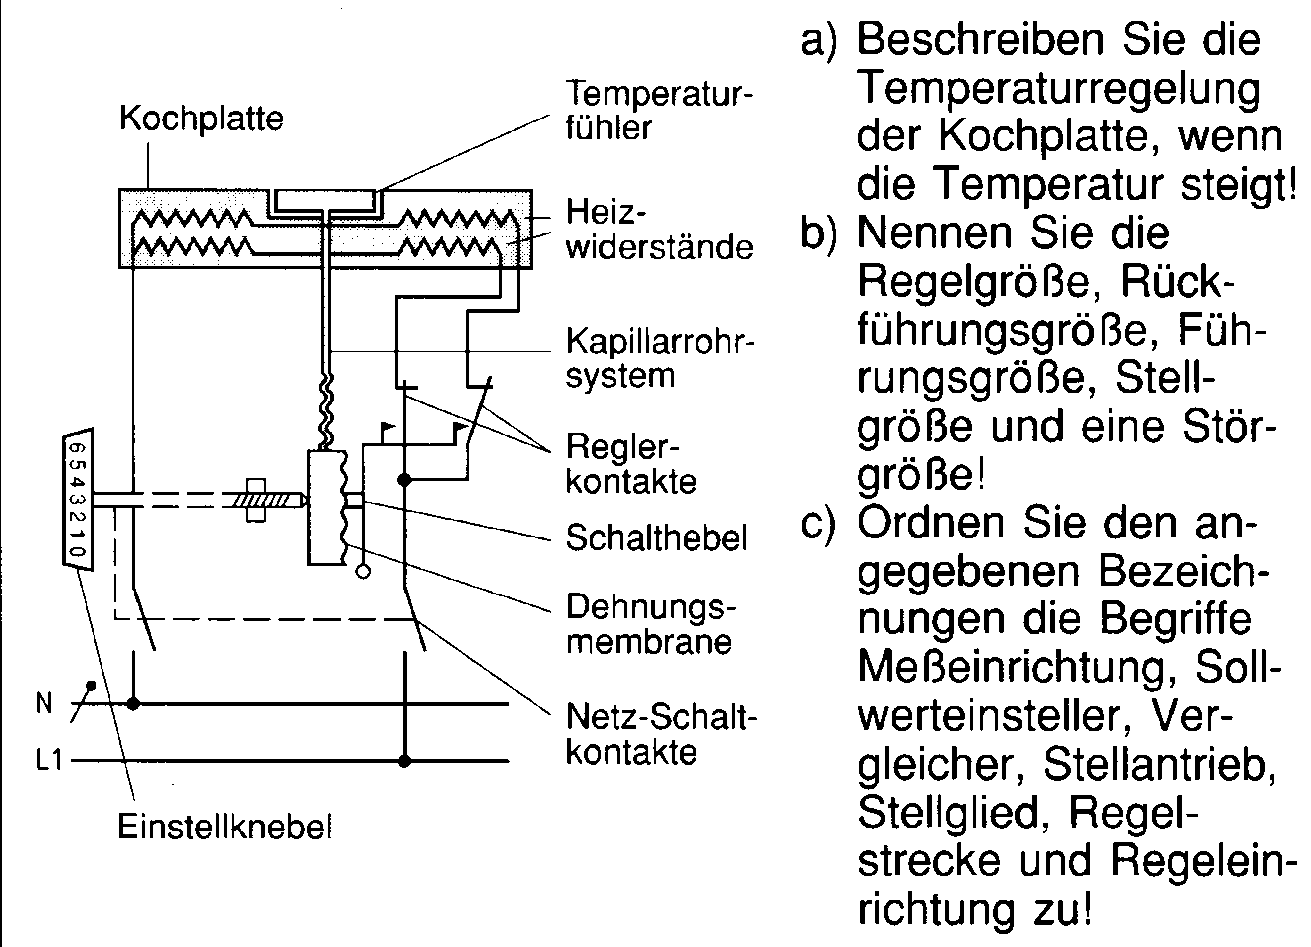 Kochplatte
Temperatur-
fühler
Heiz-
widerstände
Kapillarrohr-
system
Regler-
kontakte
Schalthebel
Dehnungs-
membrane
Netz-Schalt-
kontakte
6 5 4 3 2 1 0
N
L1
Einstellknebel
a) Beschreiben Sie die
Temperaturregelung
der Kochplatte, wenn
die Temperatur steigt!
b) Nennen Sie die
Regelgröße, Rück-
führungsgröße, Füh-
rungsgröße, Stell-
größe und eine Stör-
größe!
c) Ordnen Sie den an-
gegebenen Bezeich-
nungen die Begriffe
Meßeinrichtung, Soll-
werteinsteller, Ver-
gleicher, Stellantrieb,
Stellglied, Regel-
strecke und Regelein-
richtung zu!